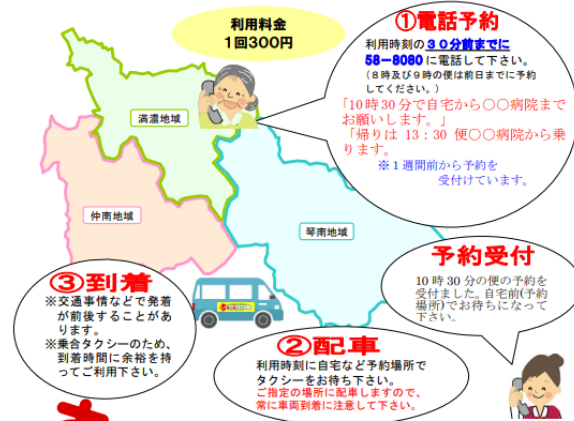 利用料金
1回300円
①電話予約
利用時刻の３０分前までに
58－8080に電話して下さい。
（８時及び９時の便は前日までに予約
してください。）
「10時30分で自宅から〇〇病院まで
お願いします。」
「帰りは 13：30 便〇〇病院から乗
ります。
※１週間前から予約を
受付けています。
満濃地域
仲南地域
琴南地域
予約受付
10時30分の便の予約を
受付ました。自宅前(予約
場所)でお待ちになって
下さい。
③到着
※交通事情などで発着
が前後することがあ
ります。
※乗合タクシーのため、
到着時間に余裕を持
ってご利用下さい。
②配車
利用時刻に自宅など予約場所で
タクシーをお待ち下さい。
ご指定の場所に配車しますので、
常に車両到着に注意して下さい。